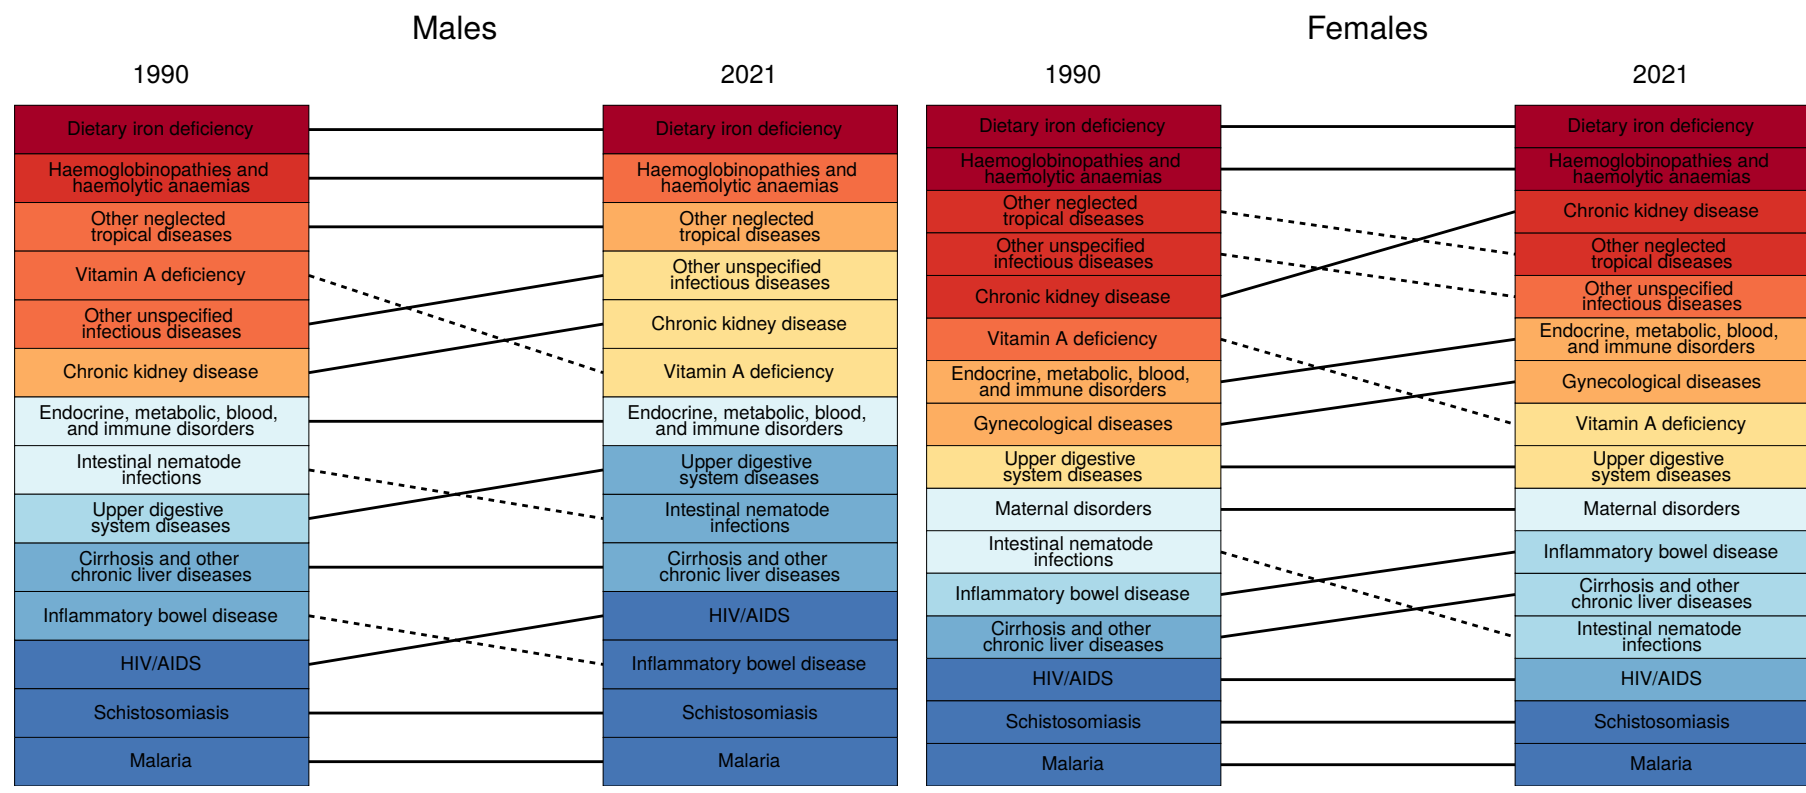 Males
1990
2021
Dietary iron deficiency
Haemoglobinopathies and
haemolytic anaemias
Other neglected
tropical diseases
Vitamin A deficiency
Other unspecified
infectious diseases
Chronic kidney disease
Endocrine, metabolic, blood,
and immune disorders
Intestinal nematode
infections
Upper digestive
system diseases
Cirrhosis and other
chronic liver diseases
Inflammatory bowel disease
HIV/AIDS
Schistosomiasis
Malaria
Dietary iron deficiency
Haemoglobinopathies and
haemolytic anaemias
Other neglected
tropical diseases
Other unspecified
infectious diseases
Chronic kidney disease
Vitamin A deficiency
Endocrine, metabolic, blood,
and immune disorders
Upper digestive
system diseases
Intestinal nematode
infections
Cirrhosis and other
chronic liver diseases
HIV/AIDS
Inflammatory bowel disease
Schistosomiasis
Malaria
Females
1990
2021
Dietary iron deficiency
Haemoglobinopathies and
haemolytic anaemias
Other neglected
tropical diseases
Other unspecified
infectious diseases
Chronic kidney disease
Vitamin A deficiency
Endocrine, metabolic, blood,
and immune disorders
Gynecological diseases
Upper digestive
system diseases
Maternal disorders
Intestinal nematode
infections
Inflammatory bowel disease
Cirrhosis and other
chronic liver diseases
HIV/AIDS
Schistosomiasis
Malaria
Dietary iron deficiency
Haemoglobinopathies and
haemolytic anaemias
Chronic kidney disease
Other neglected
tropical diseases
Other unspecified
infectious diseases
Endocrine, metabolic, blood,
and immune disorders
Gynecological diseases
Vitamin A deficiency
Upper digestive
system diseases
Maternal disorders
Inflammatory bowel disease
Cirrhosis and other
chronic liver diseases
Intestinal nematode
infections
HIV/AIDS
Schistosomiasis
Malaria